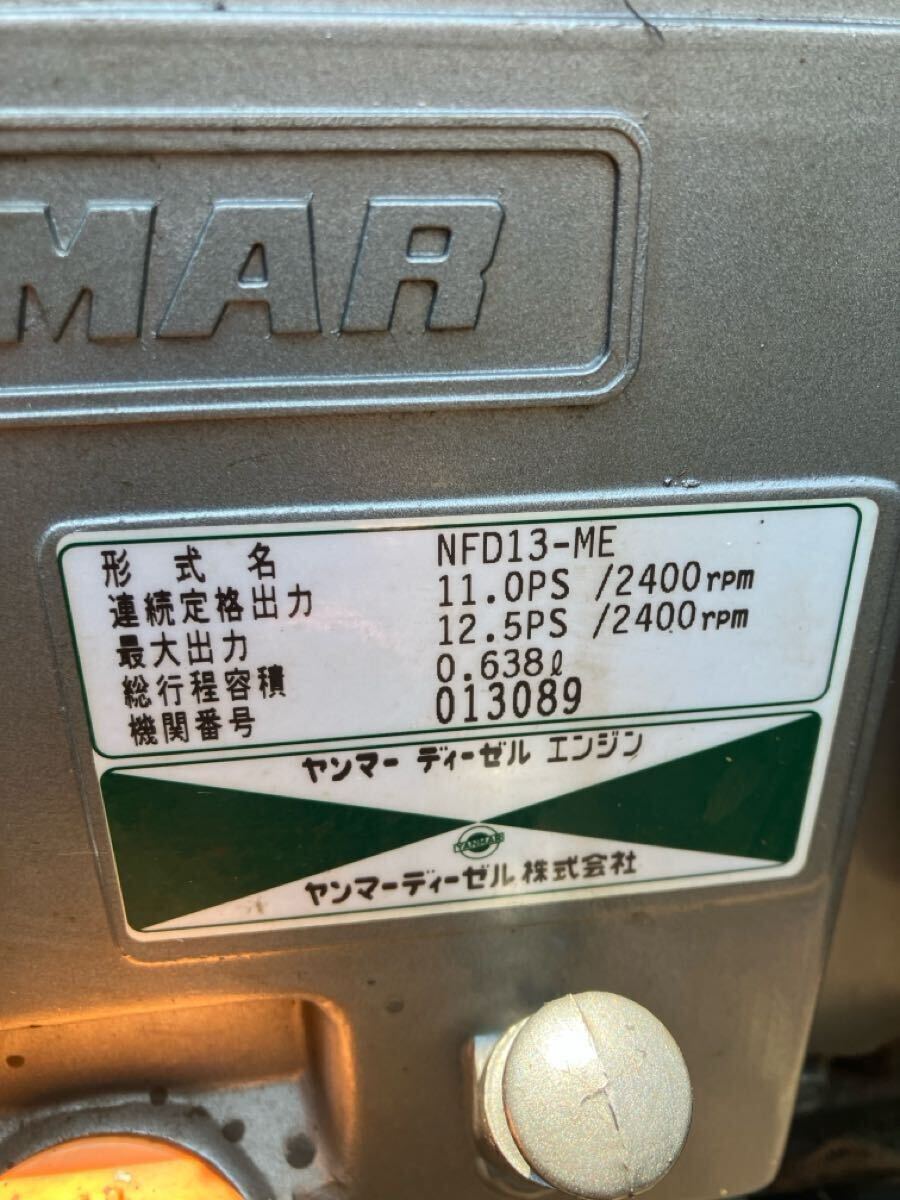 MAR
形式名 NFD13-ME
連続定格出力 11.0PS /2400rpm
最大出力 12.5PS /2400rpm
総行程容積 0.638ℓ
機関番号 013089
ヤンマー ディーゼル エンジン
YANMAR
ヤンマーディーゼル 株式会社